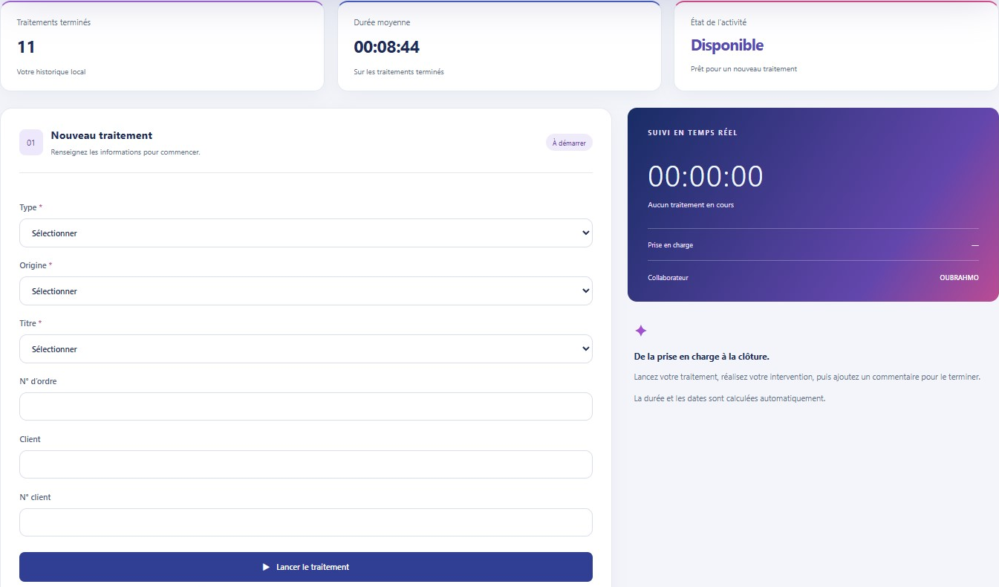 Traitements terminés
11
Votre historique local
Durée moyenne
00:08:44
Sur les traitements terminés
État de l'activité
Disponible
Prêt pour un nouveau traitement
01
Nouveau traitement
Renseignez les informations pour commencer.
À démarrer
Type *
Sélectionner
Origine *
Sélectionner
Titre *
Sélectionner
N° d'ordre
Client
N° client
▶ Lancer le traitement
SUIVI EN TEMPS RÉEL
00:00:00
Aucun traitement en cours
Prise en charge —
Collaborateur OUBRAHMO
De la prise en charge à la clôture.
Lancez votre traitement, réalisez votre intervention, puis ajoutez un commentaire pour le terminer.
La durée et les dates sont calculées automatiquement.